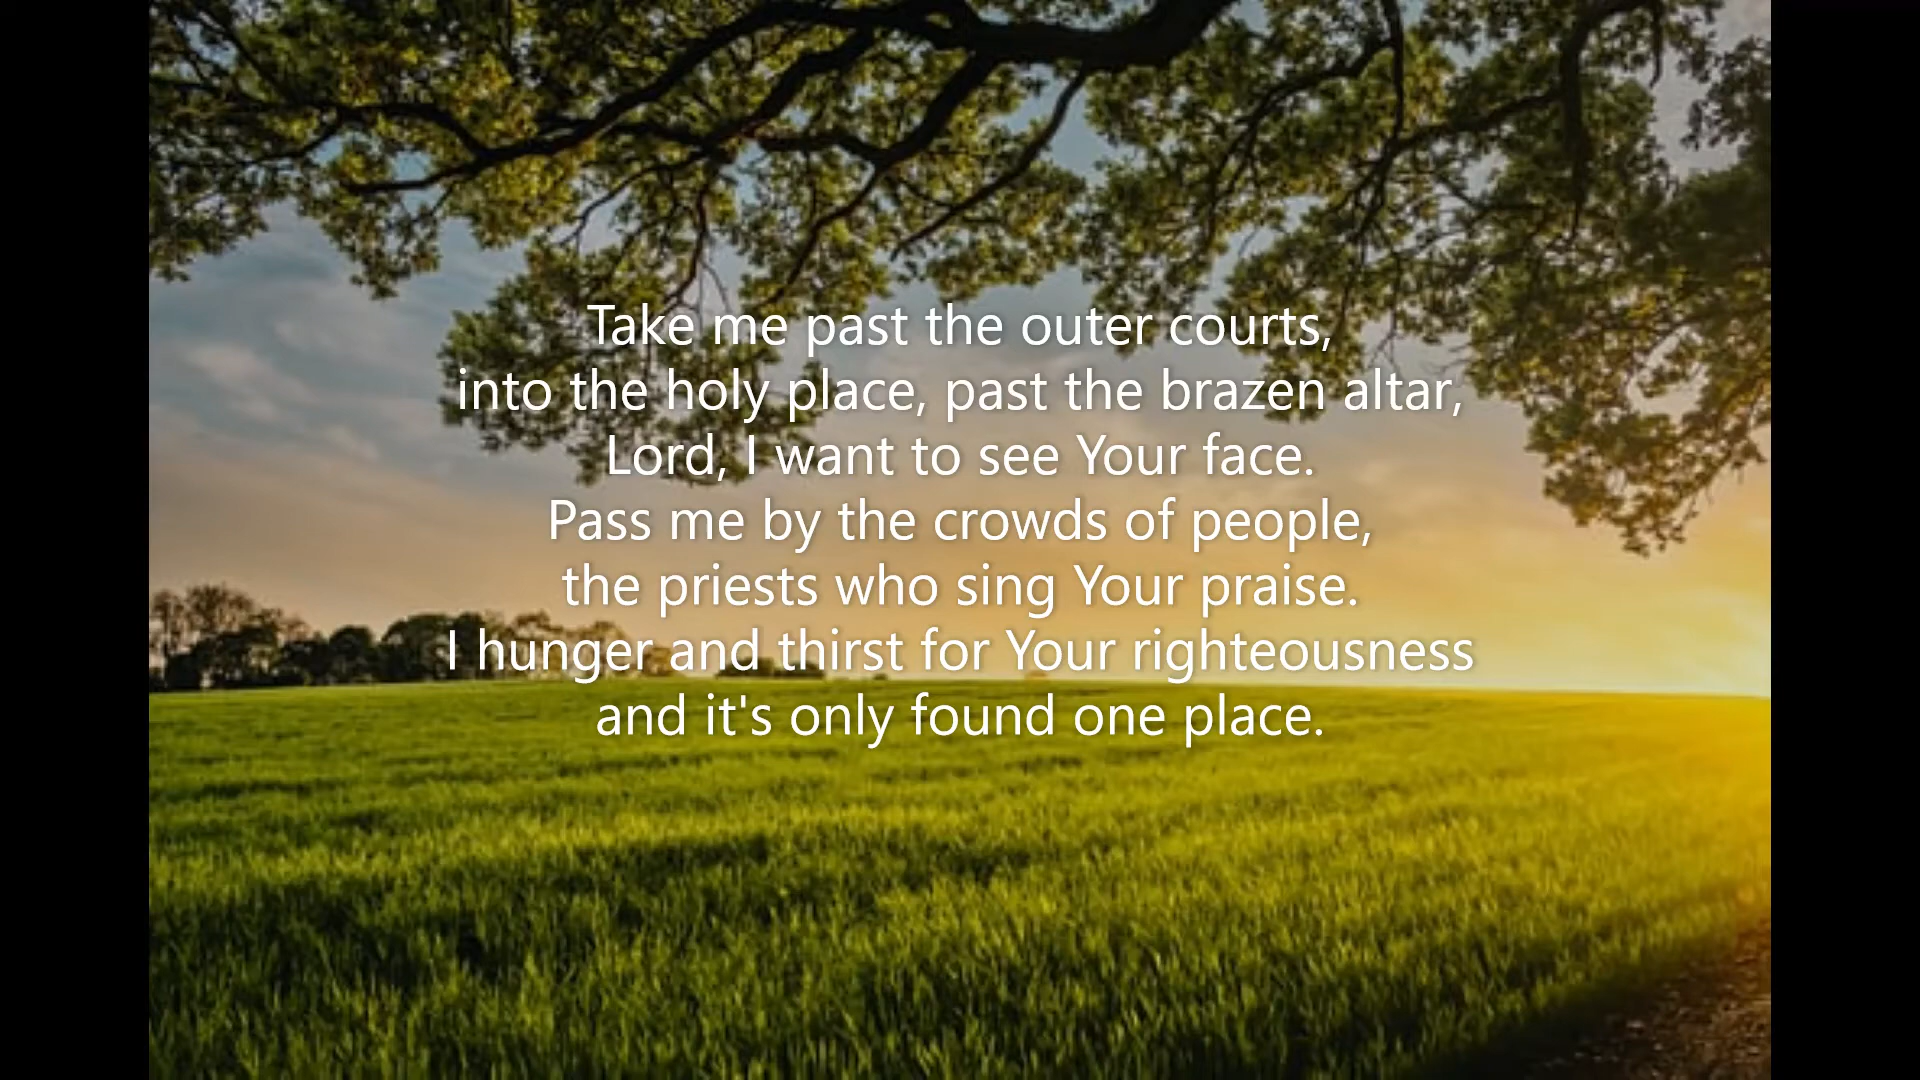 Take me past the outer courts,
into the holy place, past the brazen altar,
Lord, I want to see Your face.
Pass me by the crowds of people,
the priests who sing Your praise.
I hunger and thirst for Your righteousness
and it's only found one place.